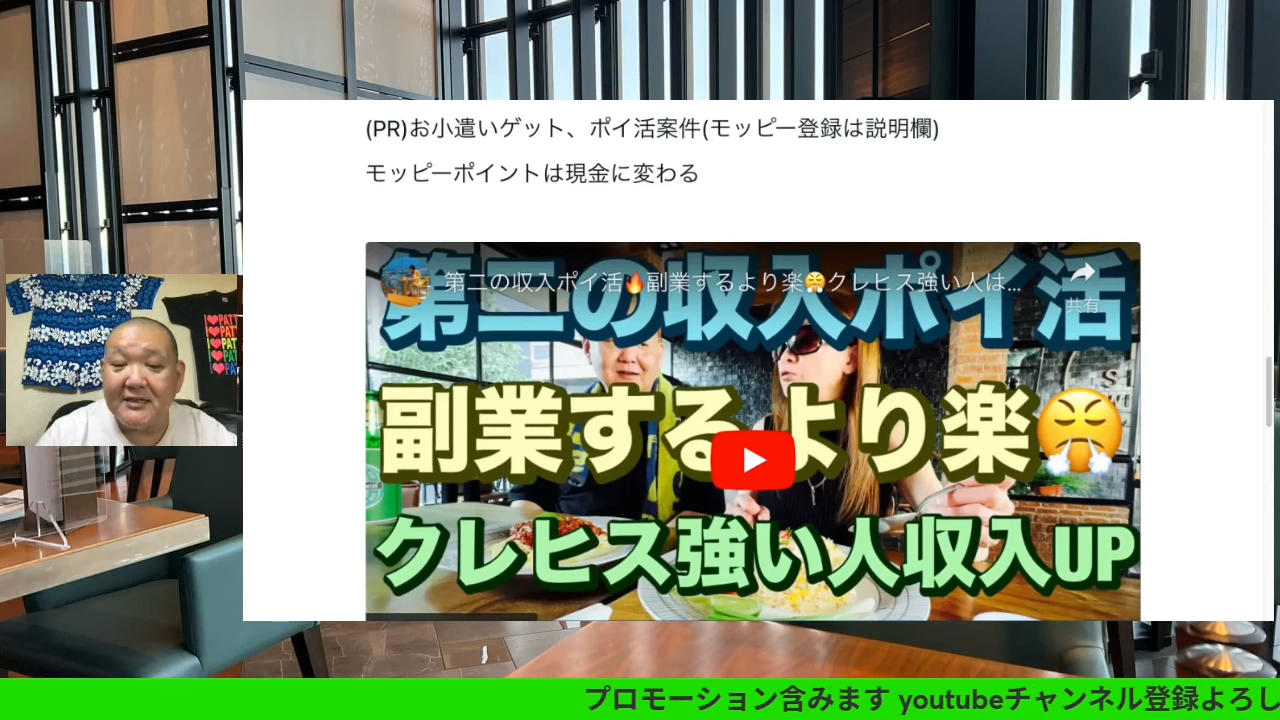 (PR)お小遣いゲット、ポイ活案件(モッピー登録は説明欄)
モッピーポイントは現金に変わる
第二の収入ポイ活🔥副業するより楽😤クレヒス強い人は...
共有
第二の収入ポイ活
副業するより楽😤
クレヒス強い人収入UP
プロモーション含みます youtubeチャンネル登録よろし